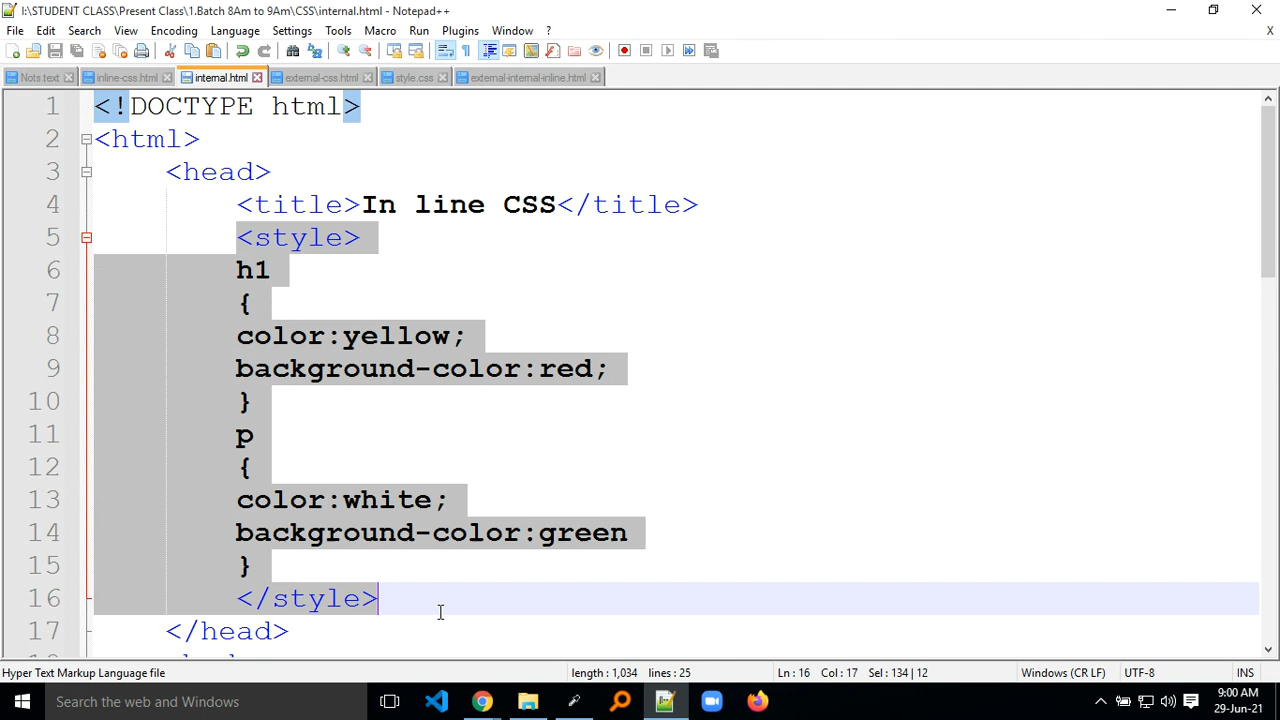 I:\STUDENT CLASS\Present Class\1.Batch 8Am to 9Am\CSS\internal.html - Notepad++
File Edit Search View Encoding Language Settings Tools Macro Run Plugins Window ? X
Nots.text inline-css.html internal.html external-css.html style.css external-internal-inline.html
1 <!DOCTYPE html>
2 <html>
3 <head>
4 <title>In line CSS</title>
5 <style>
6 h1
7 {
8 color:yellow;
9 background-color:red;
10 }
11 p
12 {
13 color:white;
14 background-color:green
15 }
16 </style>
17 </head>
Hyper Text Markup Language file length : 1,034 lines : 25 Ln : 16 Col : 17 Sel : 134 | 12 Windows (CR LF) UTF-8 INS
Search the web and Windows
9:00 AM
29-Jun-21